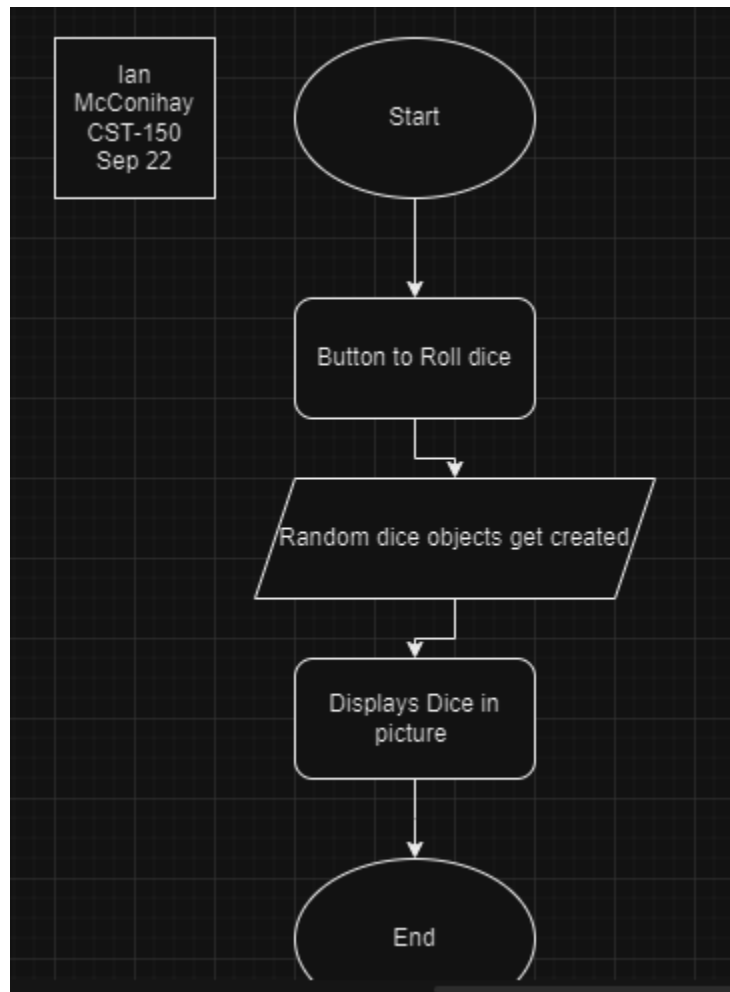 Ian
McConihay
CST-150
Sep 22
Start
Button to Roll dice
Random dice objects get created
Displays Dice in
picture
End